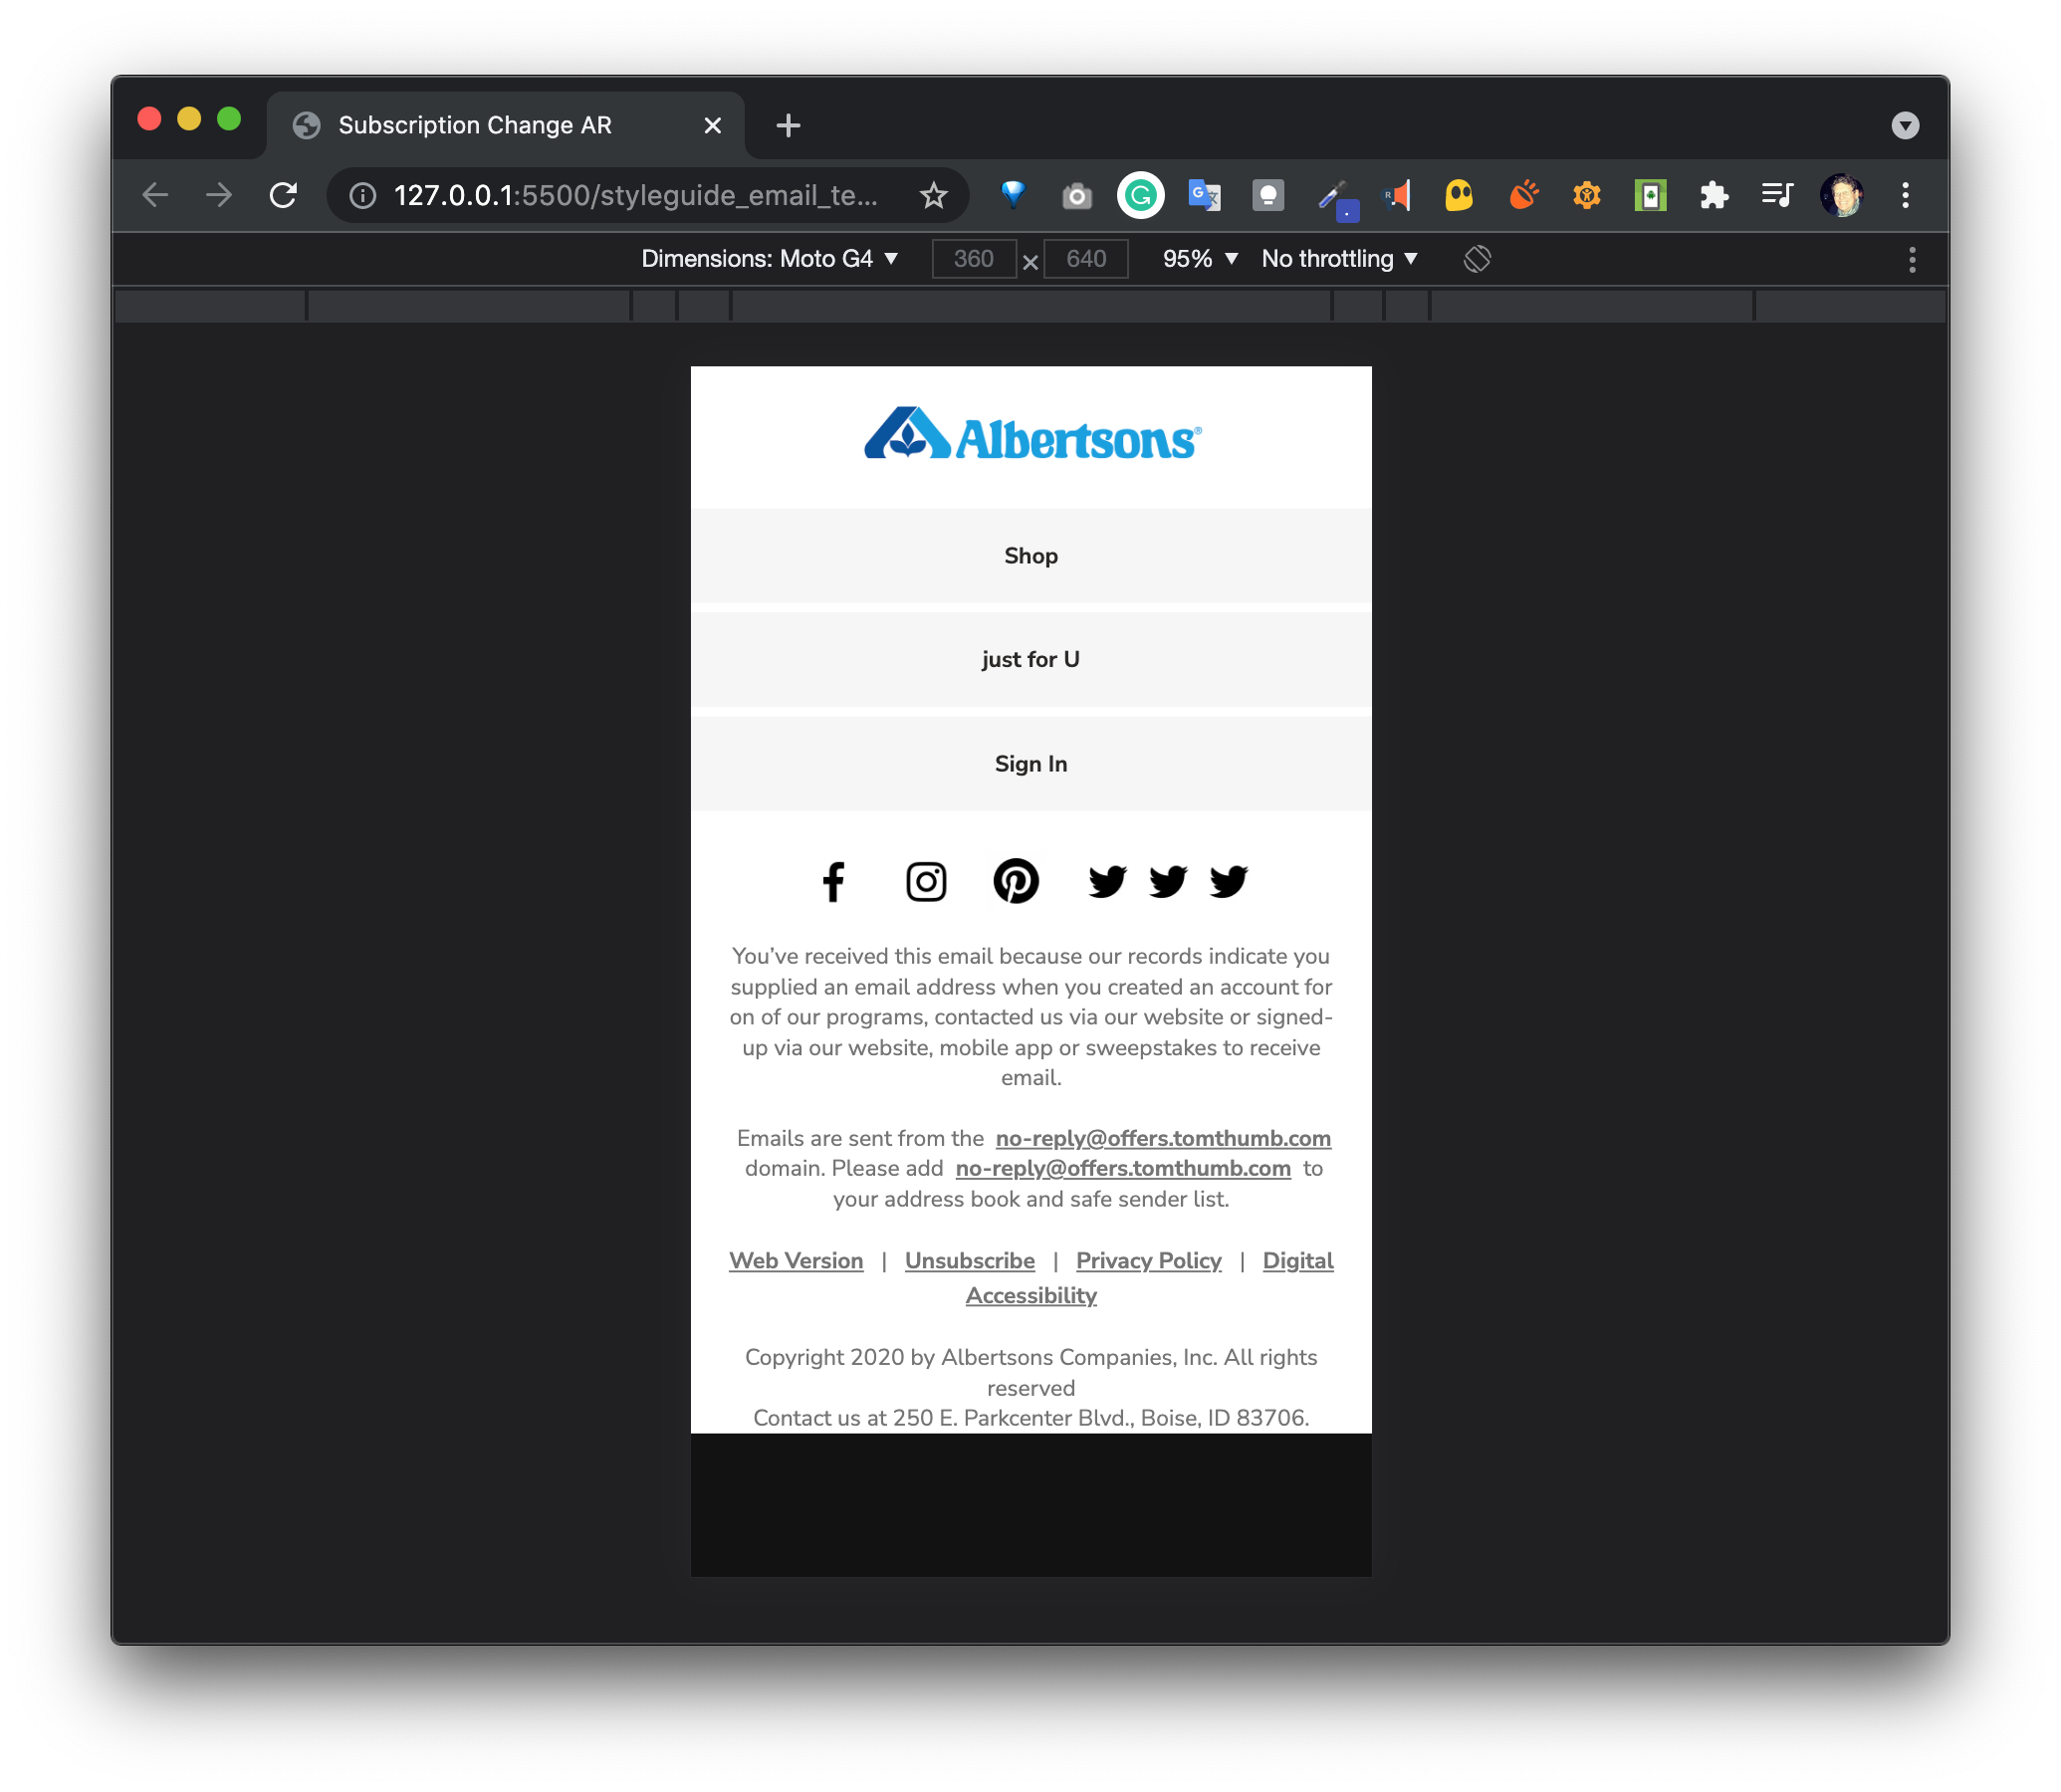 Subscription Change AR
127.0.0.1:5500/styleguide_email_te...
Dimensions: Moto G4 360 × 640 95% No throttling
Albertsons®
Shop
just for U
Sign In
You’ve received this email because our records indicate you
supplied an email address when you created an account for
on of our programs, contacted us via our website or signed-
up via our website, mobile app or sweepstakes to receive
email.
Emails are sent from the no-reply@offers.tomthumb.com
domain. Please add no-reply@offers.tomthumb.com to
your address book and safe sender list.
Web Version | Unsubscribe | Privacy Policy | Digital
Accessibility
Copyright 2020 by Albertsons Companies, Inc. All rights
reserved
Contact us at 250 E. Parkcenter Blvd., Boise, ID 83706.